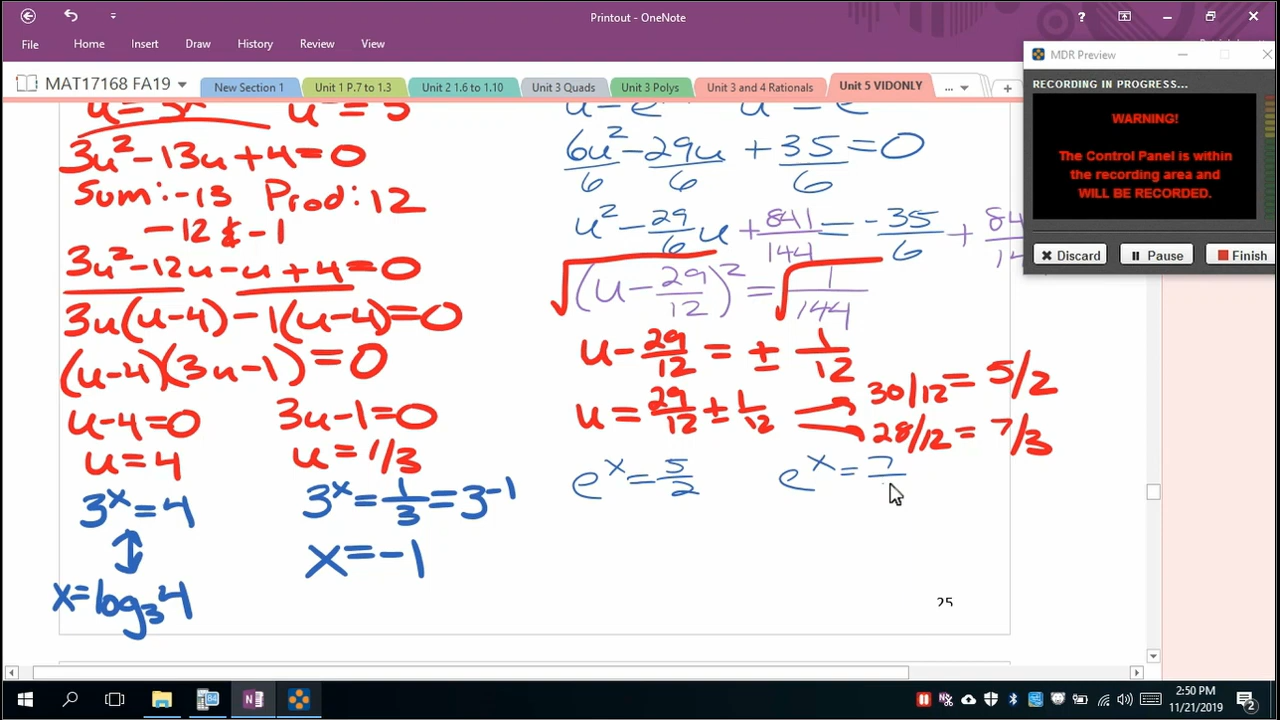 Printout - OneNote
?
File Home Insert Draw History Review View
MAT17168 FA19
New Section 1
Unit 1 P.7 to 1.3
Unit 2 1.6 to 1.10
Unit 3 Quads
Unit 3 Polys
Unit 3 and 4 Rationals
Unit 5 VIDONLY
...
+
MDR Preview
RECORDING IN PROGRESS...
WARNING!
The Control Panel is within
the recording area and
WILL BE RECORDED.
Discard Pause Finish
3u²-13u+4=0
Sum:-13 Prod:12
-12 & -1
3u²-12u-u+4=0
3u(u-4)-1(u-4)=0
(u-4)(3u-1)=0
u-4=0 3u-1=0
u=4 u=1/3
3^x=4 3^x=1/3=3^-1
x=log₃4 x=-1
6u²/6 - 29u/6 + 35/6 = 0
u² - 29/6 u + 841/144 = -35/6 +
√(u-29/12)² = √1/144
u-29/12 = ± 1/12
u=29/12 ± 1/12 30/12=5/2
28/12=7/3
e^x=5/2 e^x=7
25
2:50 PM
11/21/2019
2